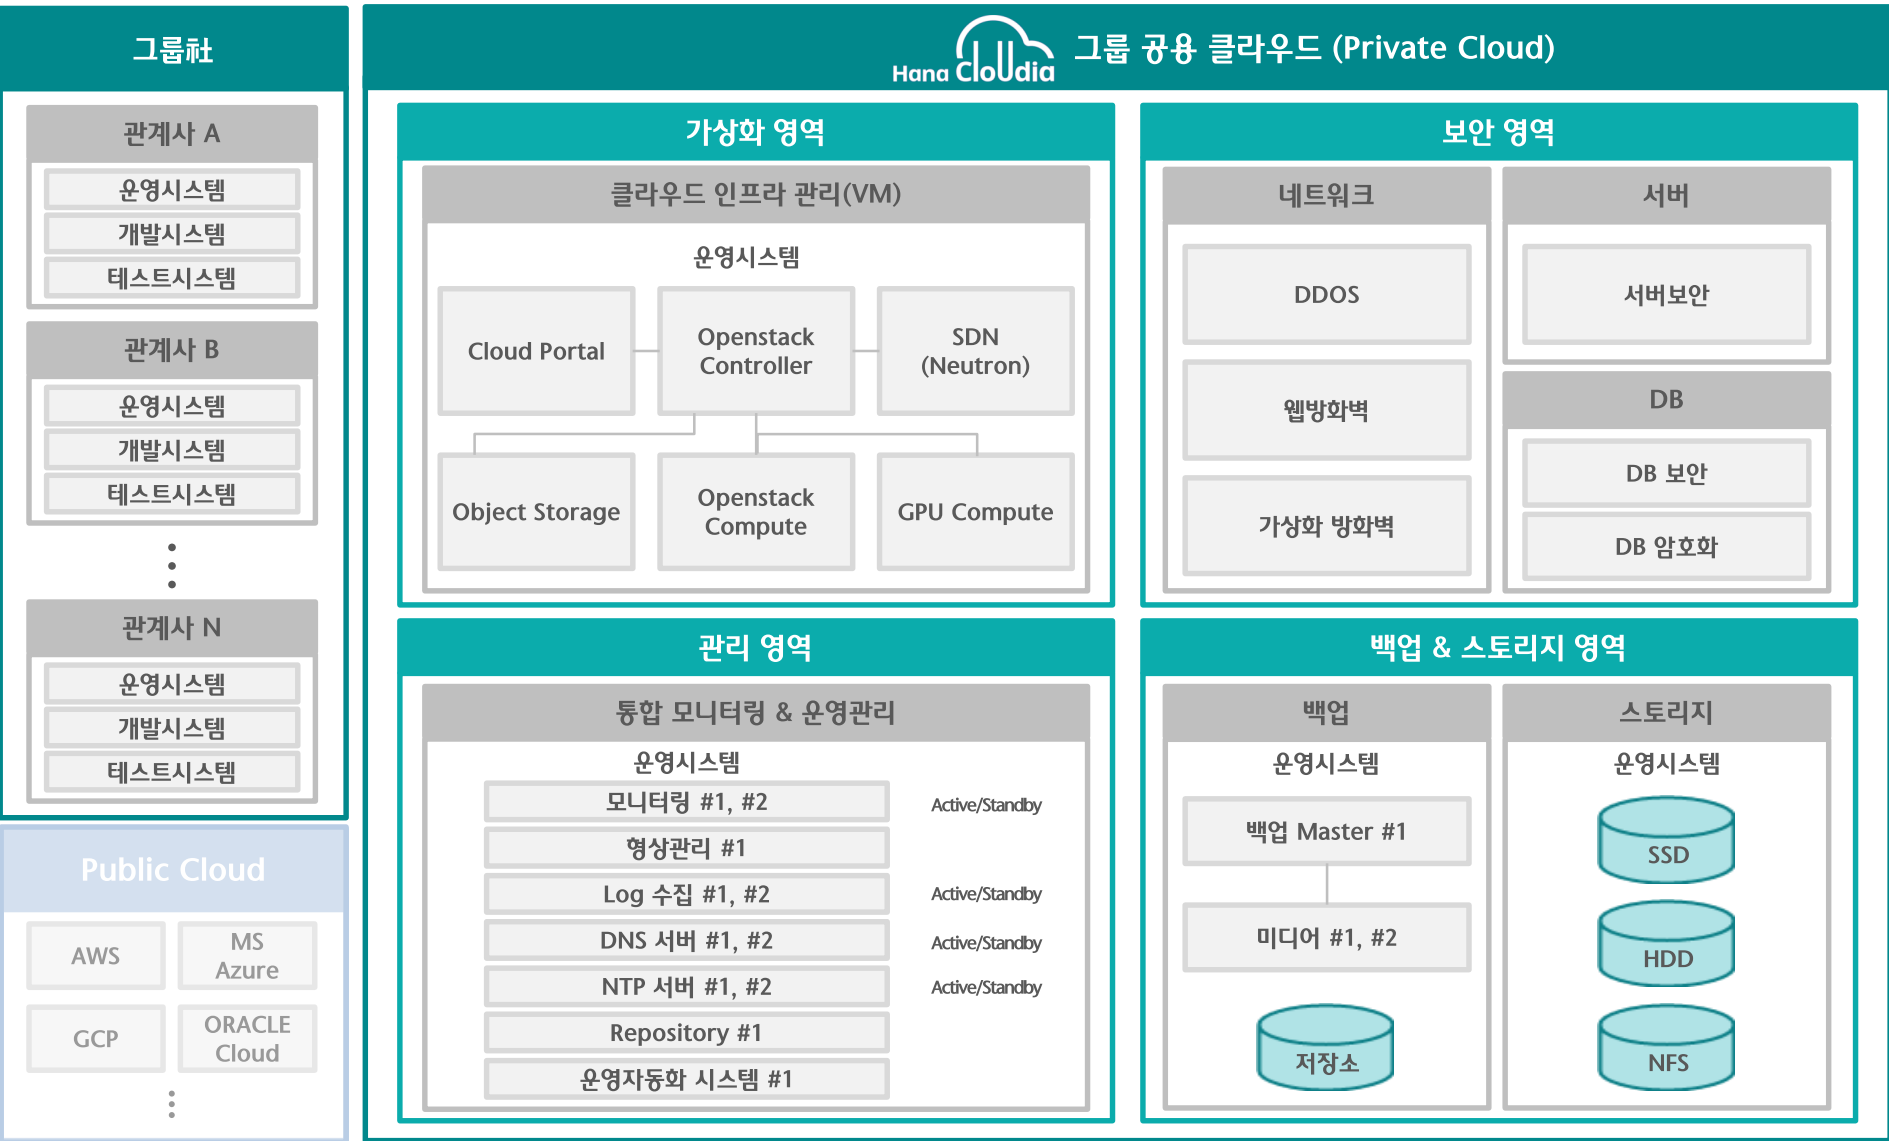 그룹社
관계사 A
운영시스템
개발시스템
테스트시스템
관계사 B
운영시스템
개발시스템
테스트시스템
관계사 N
운영시스템
개발시스템
테스트시스템
Public Cloud
AWS
MS
Azure
GCP
ORACLE
Cloud
Hana Cloudia
그룹 공용 클라우드 (Private Cloud)
가상화 영역
클라우드 인프라 관리(VM)
운영시스템
Cloud Portal
Openstack
Controller
SDN
(Neutron)
Object Storage
Openstack
Compute
GPU Compute
보안 영역
네트워크
DDOS
웹방화벽
가상화 방화벽
서버
서버보안
DB
DB 보안
DB 암호화
관리 영역
통합 모니터링 & 운영관리
운영시스템
모니터링 #1, #2
Active/Standby
형상관리 #1
Log 수집 #1, #2
Active/Standby
DNS 서버 #1, #2
Active/Standby
NTP 서버 #1, #2
Active/Standby
Repository #1
운영자동화 시스템 #1
백업 & 스토리지 영역
백업
운영시스템
백업 Master #1
미디어 #1, #2
저장소
스토리지
운영시스템
SSD
HDD
NFS